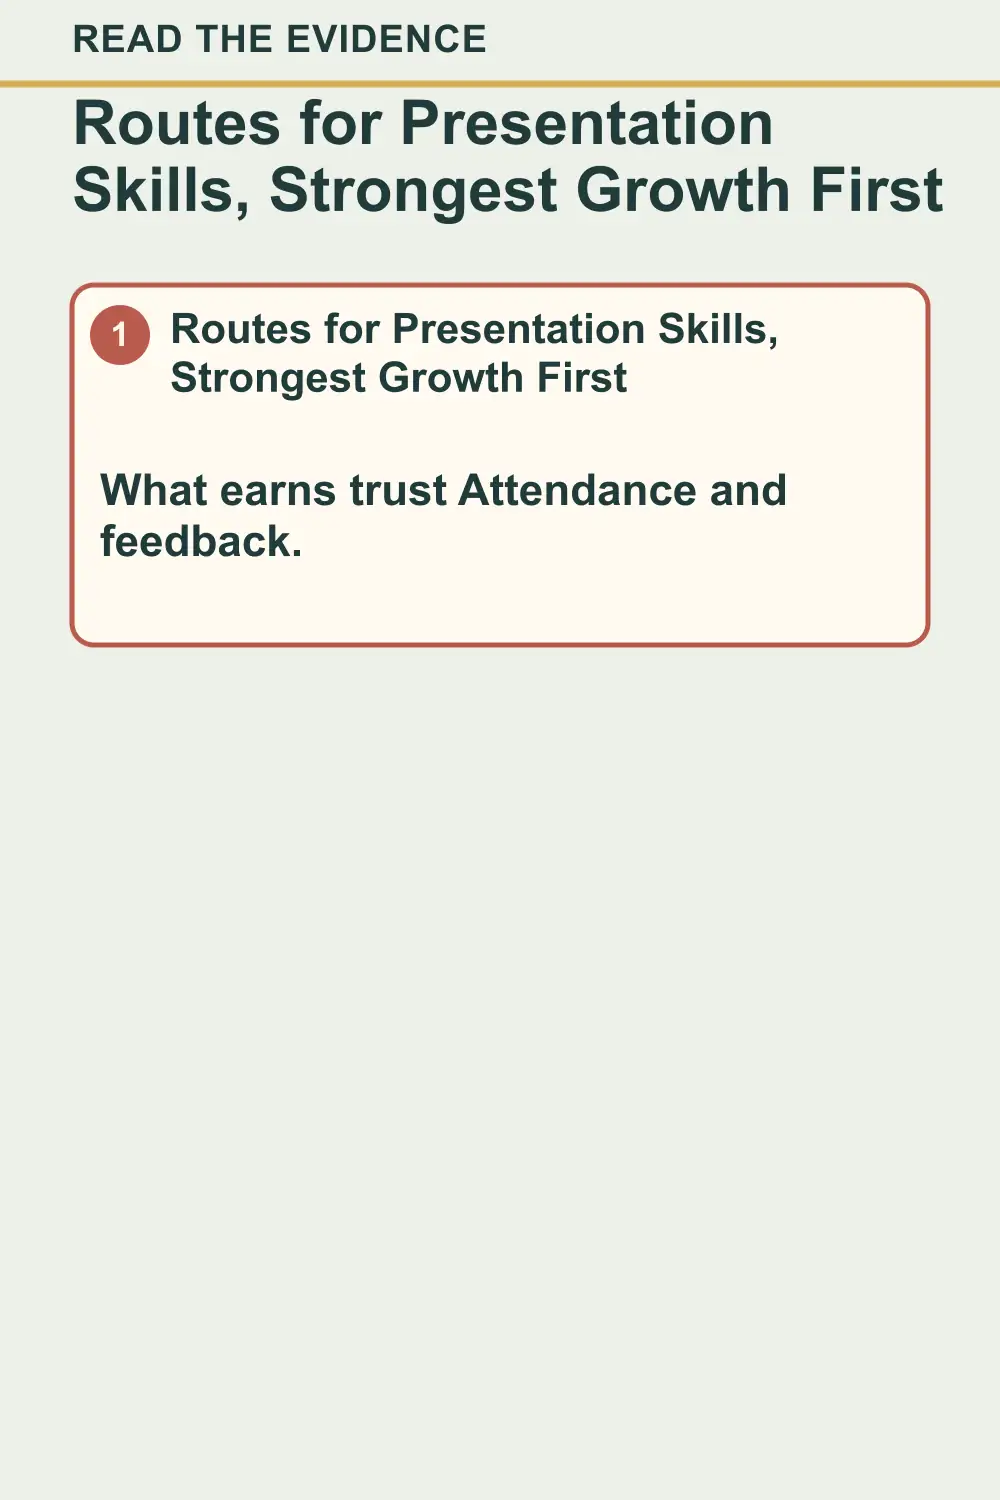 READ THE EVIDENCE
Routes for Presentation
Skills, Strongest Growth First
1
Routes for Presentation Skills,
Strongest Growth First
What earns trust Attendance and
feedback.